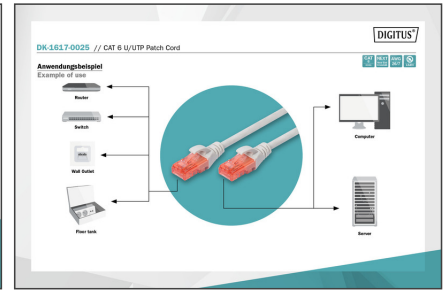 DIGITUS®
DK-1617-0025 // CAT 6 U/UTP Patch Cord
Anwendungsbeispiel
Example of use
Router
Switch
Wall Outlet
Floor tank
Computer
Server